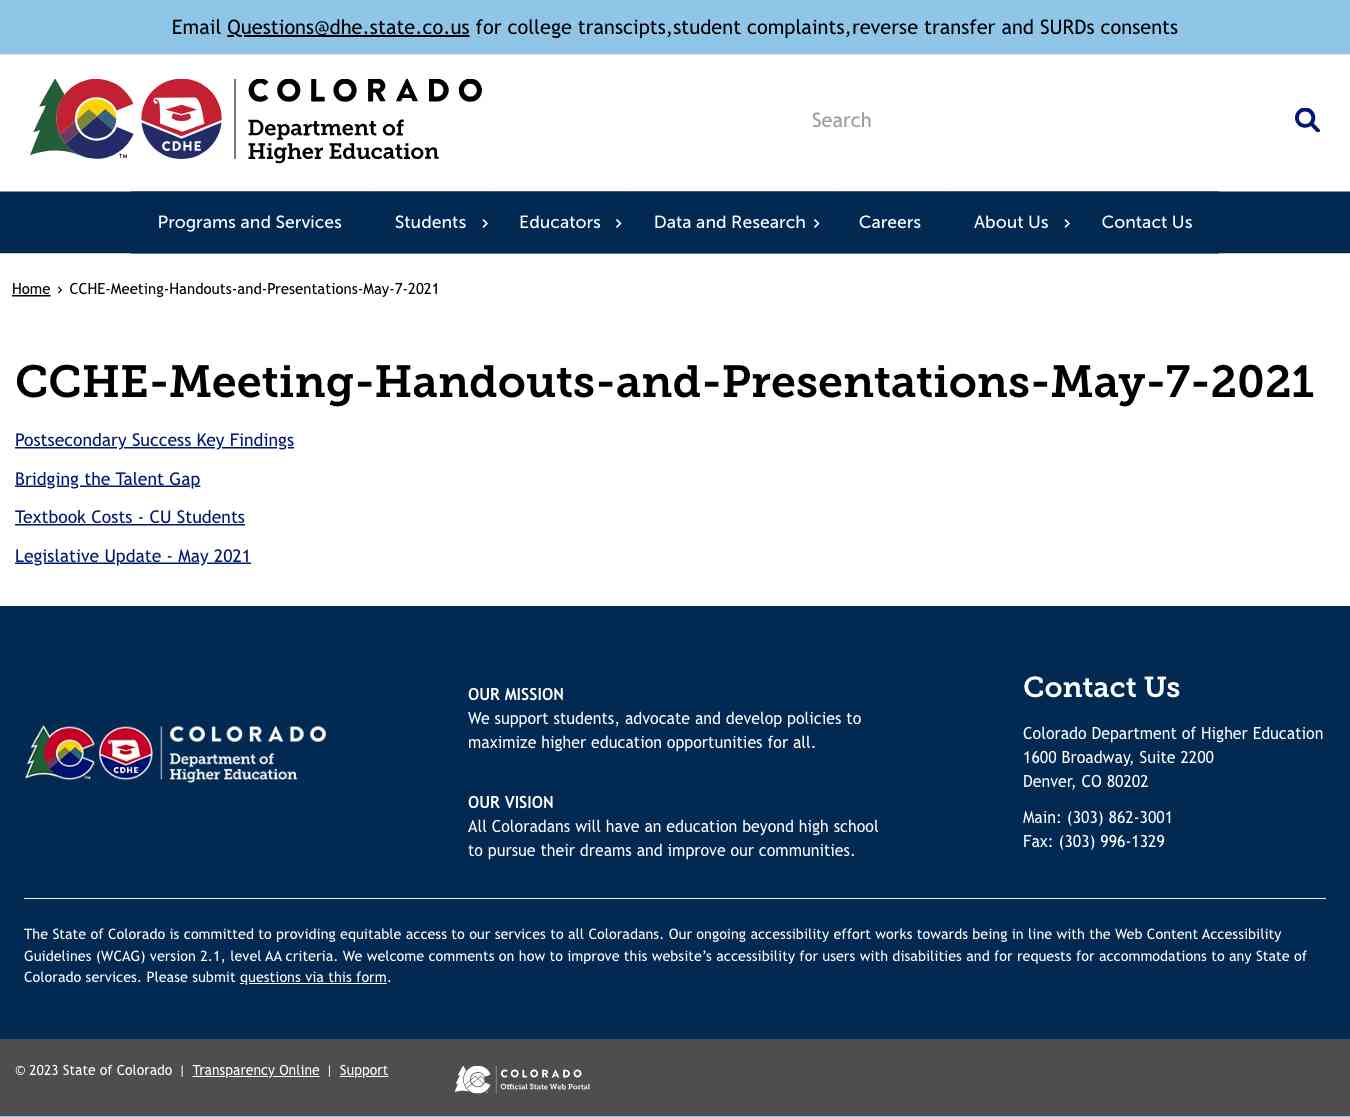 Email Questions@dhe.state.co.us for college transcipts,student complaints,reverse transfer and SURDs consents
CDHE
TM
COLORADO
Department of
Higher Education
Search
Programs and Services
Students
Educators
Data and Research
Careers
About Us
Contact Us
Home › CCHE-Meeting-Handouts-and-Presentations-May-7-2021
CCHE-Meeting-Handouts-and-Presentations-May-7-2021
Postsecondary Success Key Findings
Bridging the Talent Gap
Textbook Costs - CU Students
Legislative Update - May 2021
CDHE
COLORADO
Department of
Higher Education
OUR MISSION
We support students, advocate and develop policies to
maximize higher education opportunities for all.
OUR VISION
All Coloradans will have an education beyond high school
to pursue their dreams and improve our communities.
Contact Us
Colorado Department of Higher Education
1600 Broadway, Suite 2200
Denver, CO 80202
Main: (303) 862-3001
Fax: (303) 996-1329
The State of Colorado is committed to providing equitable access to our services to all Coloradans. Our ongoing accessibility effort works towards being in line with the Web Content Accessibility
Guidelines (WCAG) version 2.1, level AA criteria. We welcome comments on how to improve this website’s accessibility for users with disabilities and for requests for accommodations to any State of
Colorado services. Please submit questions via this form.
© 2023 State of Colorado | Transparency Online | Support
COLORADO
Official State Web Portal